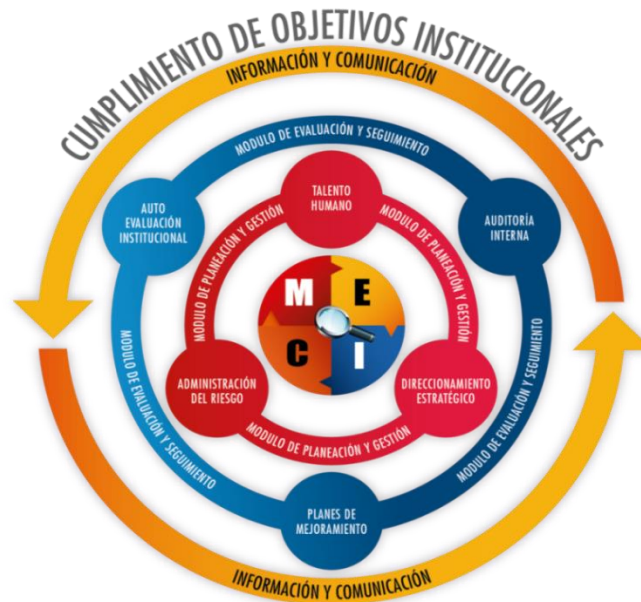 CUMPLIMIENTO DE OBJETIVOS INSTITUCIONALES
INFORMACIÓN Y COMUNICACIÓN
MODULO DE EVALUACIÓN Y SEGUIMIENTO
AUTO
EVALUACIÓN
INSTITUCIONAL
AUDITORÍA
INTERNA
TALENTO
HUMANO
MODULO DE PLANEACIÓN Y GESTIÓN
MODULO DE PLANEACIÓN Y GESTIÓN
M E
C I
ADMINISTRACIÓN
DEL RIESGO
DIRECCIONAMIENTO
ESTRATÉGICO
MODULO DE PLANEACIÓN Y GESTIÓN
MODULO DE EVALUACIÓN Y SEGUIMIENTO
MODULO DE EVALUACIÓN Y SEGUIMIENTO
PLANES DE
MEJORAMIENTO
INFORMACIÓN Y COMUNICACIÓN